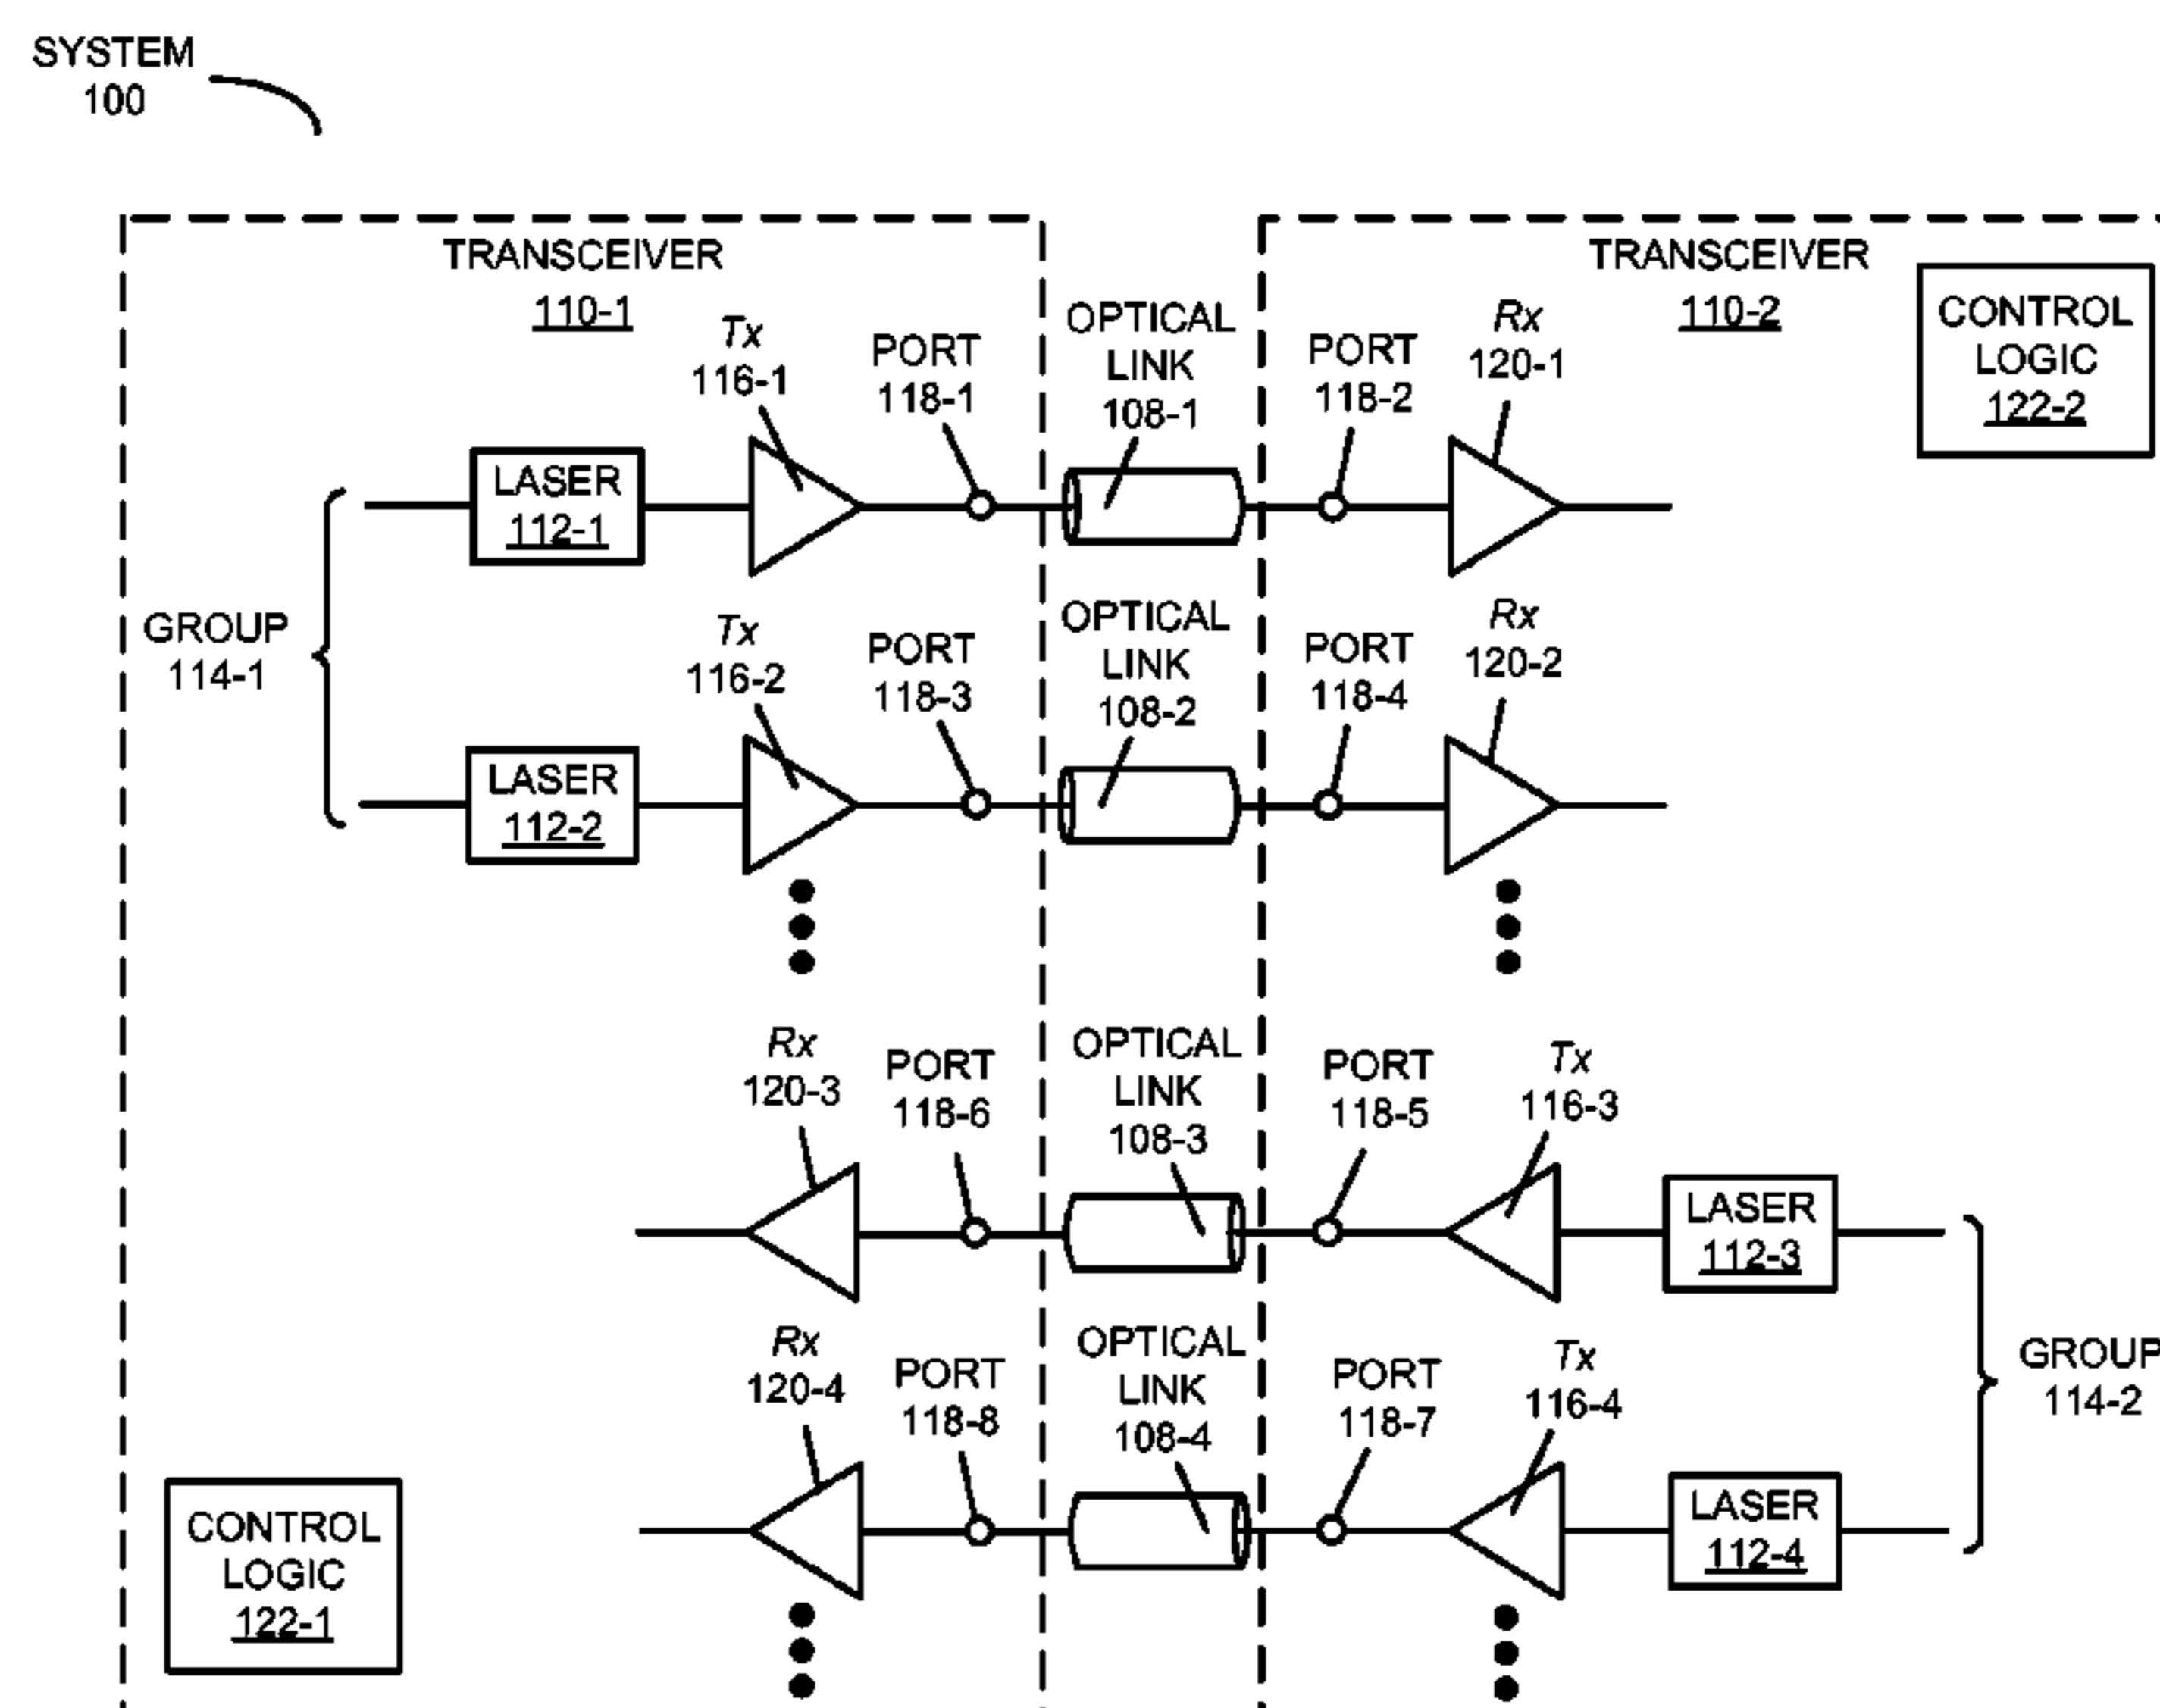 SYSTEM
100
TRANSCEIVER
110-1
TRANSCEIVER
110-2
CONTROL
LOGIC
122-2
Tx
116-1
PORT
118-1
OPTICAL
LINK
108-1
PORT
118-2
Rx
120-1
LASER
112-1
GROUP
114-1
Tx
116-2
PORT
118-3
OPTICAL
LINK
108-2
PORT
118-4
Rx
120-2
LASER
112-2
Rx
120-3
PORT
118-6
OPTICAL
LINK
108-3
PORT
118-5
Tx
116-3
LASER
112-3
Rx
120-4
PORT
118-8
OPTICAL
LINK
108-4
PORT
118-7
Tx
116-4
GROUP
114-2
LASER
112-4
CONTROL
LOGIC
122-1